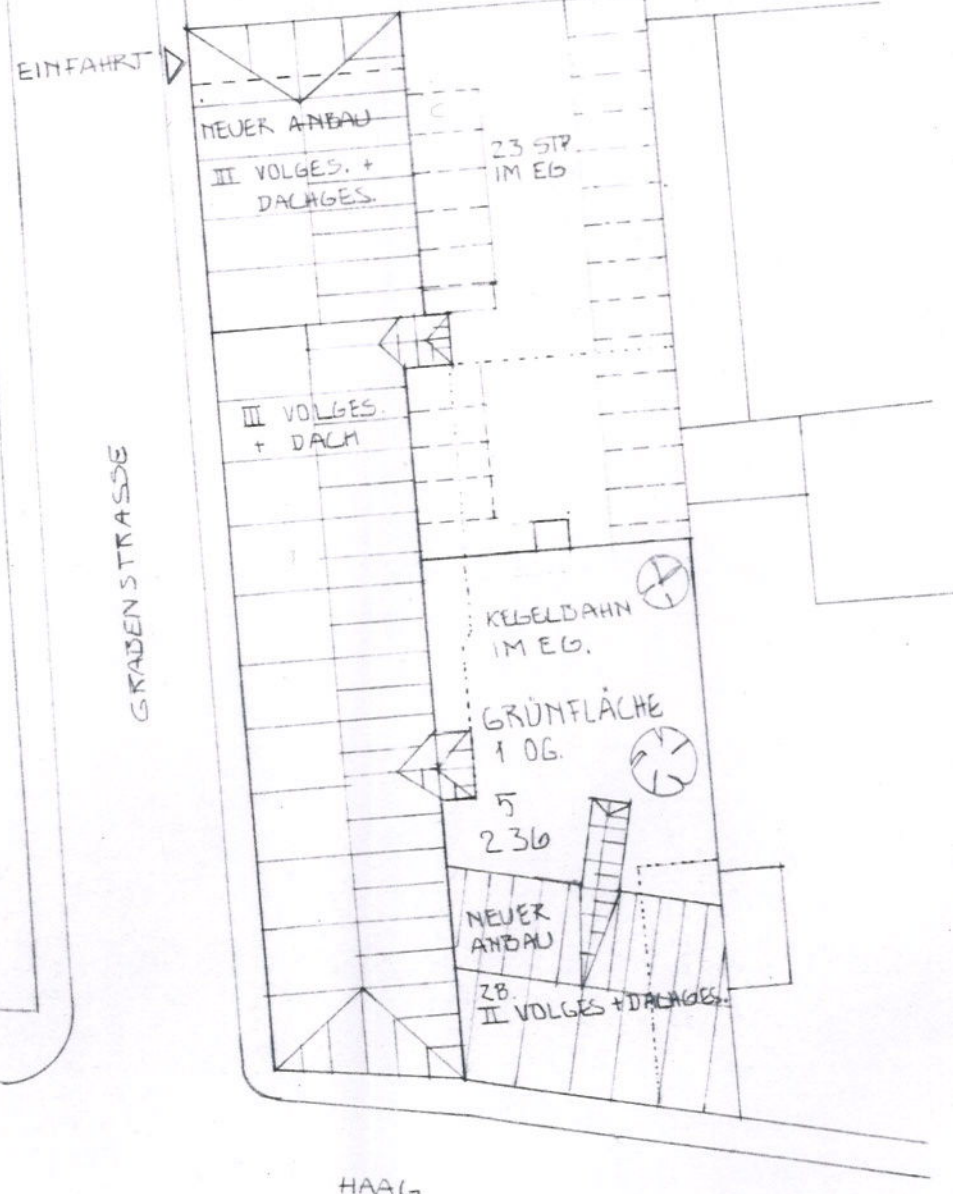 EINFAHRT
NEUER ANBAU
III VOLGES. +
DACHGES.
23 STP.
IM EG
III VOLGES.
+ DACH
GRABENSTRASSE
KEGELBAHN
IM EG.
GRÜNFLÄCHE
1 OG.
5
236
NEUER
ANBAU
2B.
II VOLGES + DACHGES.
HAAG